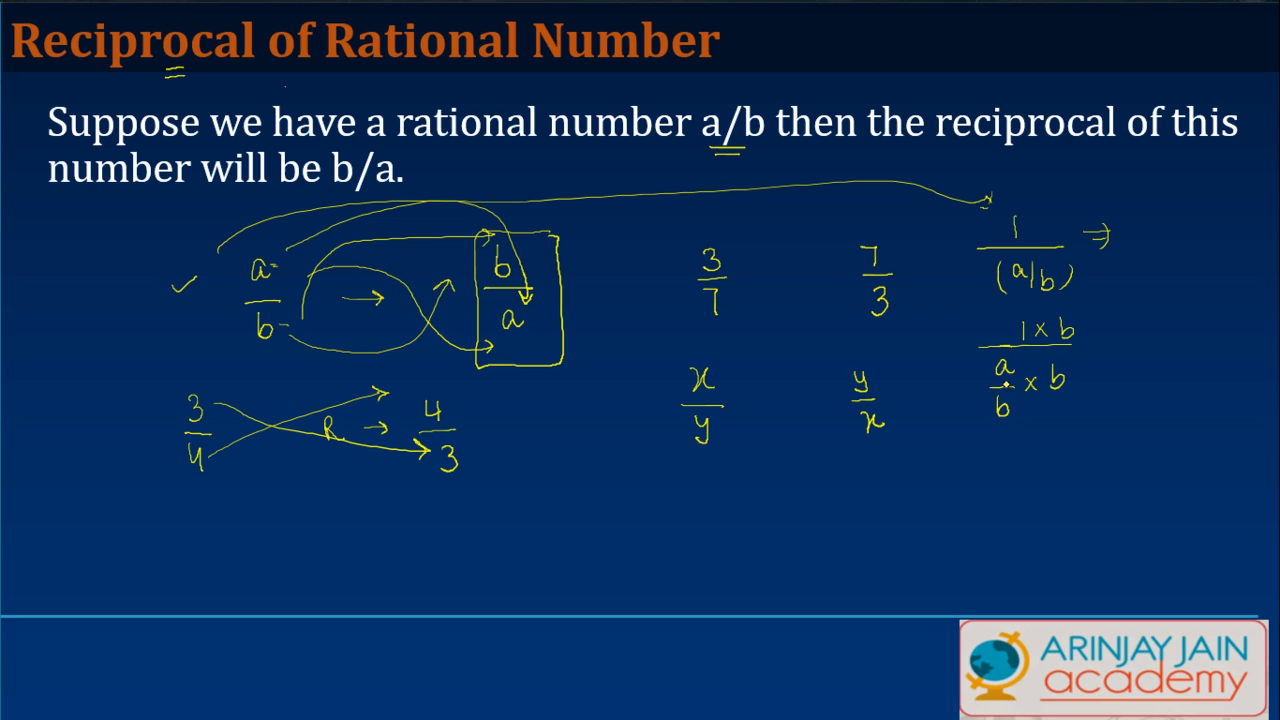 Reciprocal of Rational Number
Suppose we have a rational number a/b then the reciprocal of this
number will be b/a.
a/b → b/a
3/7 7/3
1/(a/b) ⇒
1 × b
a/b × b
3/4 R → 4/3
x/y y/x
ARINJAY JAIN
academy